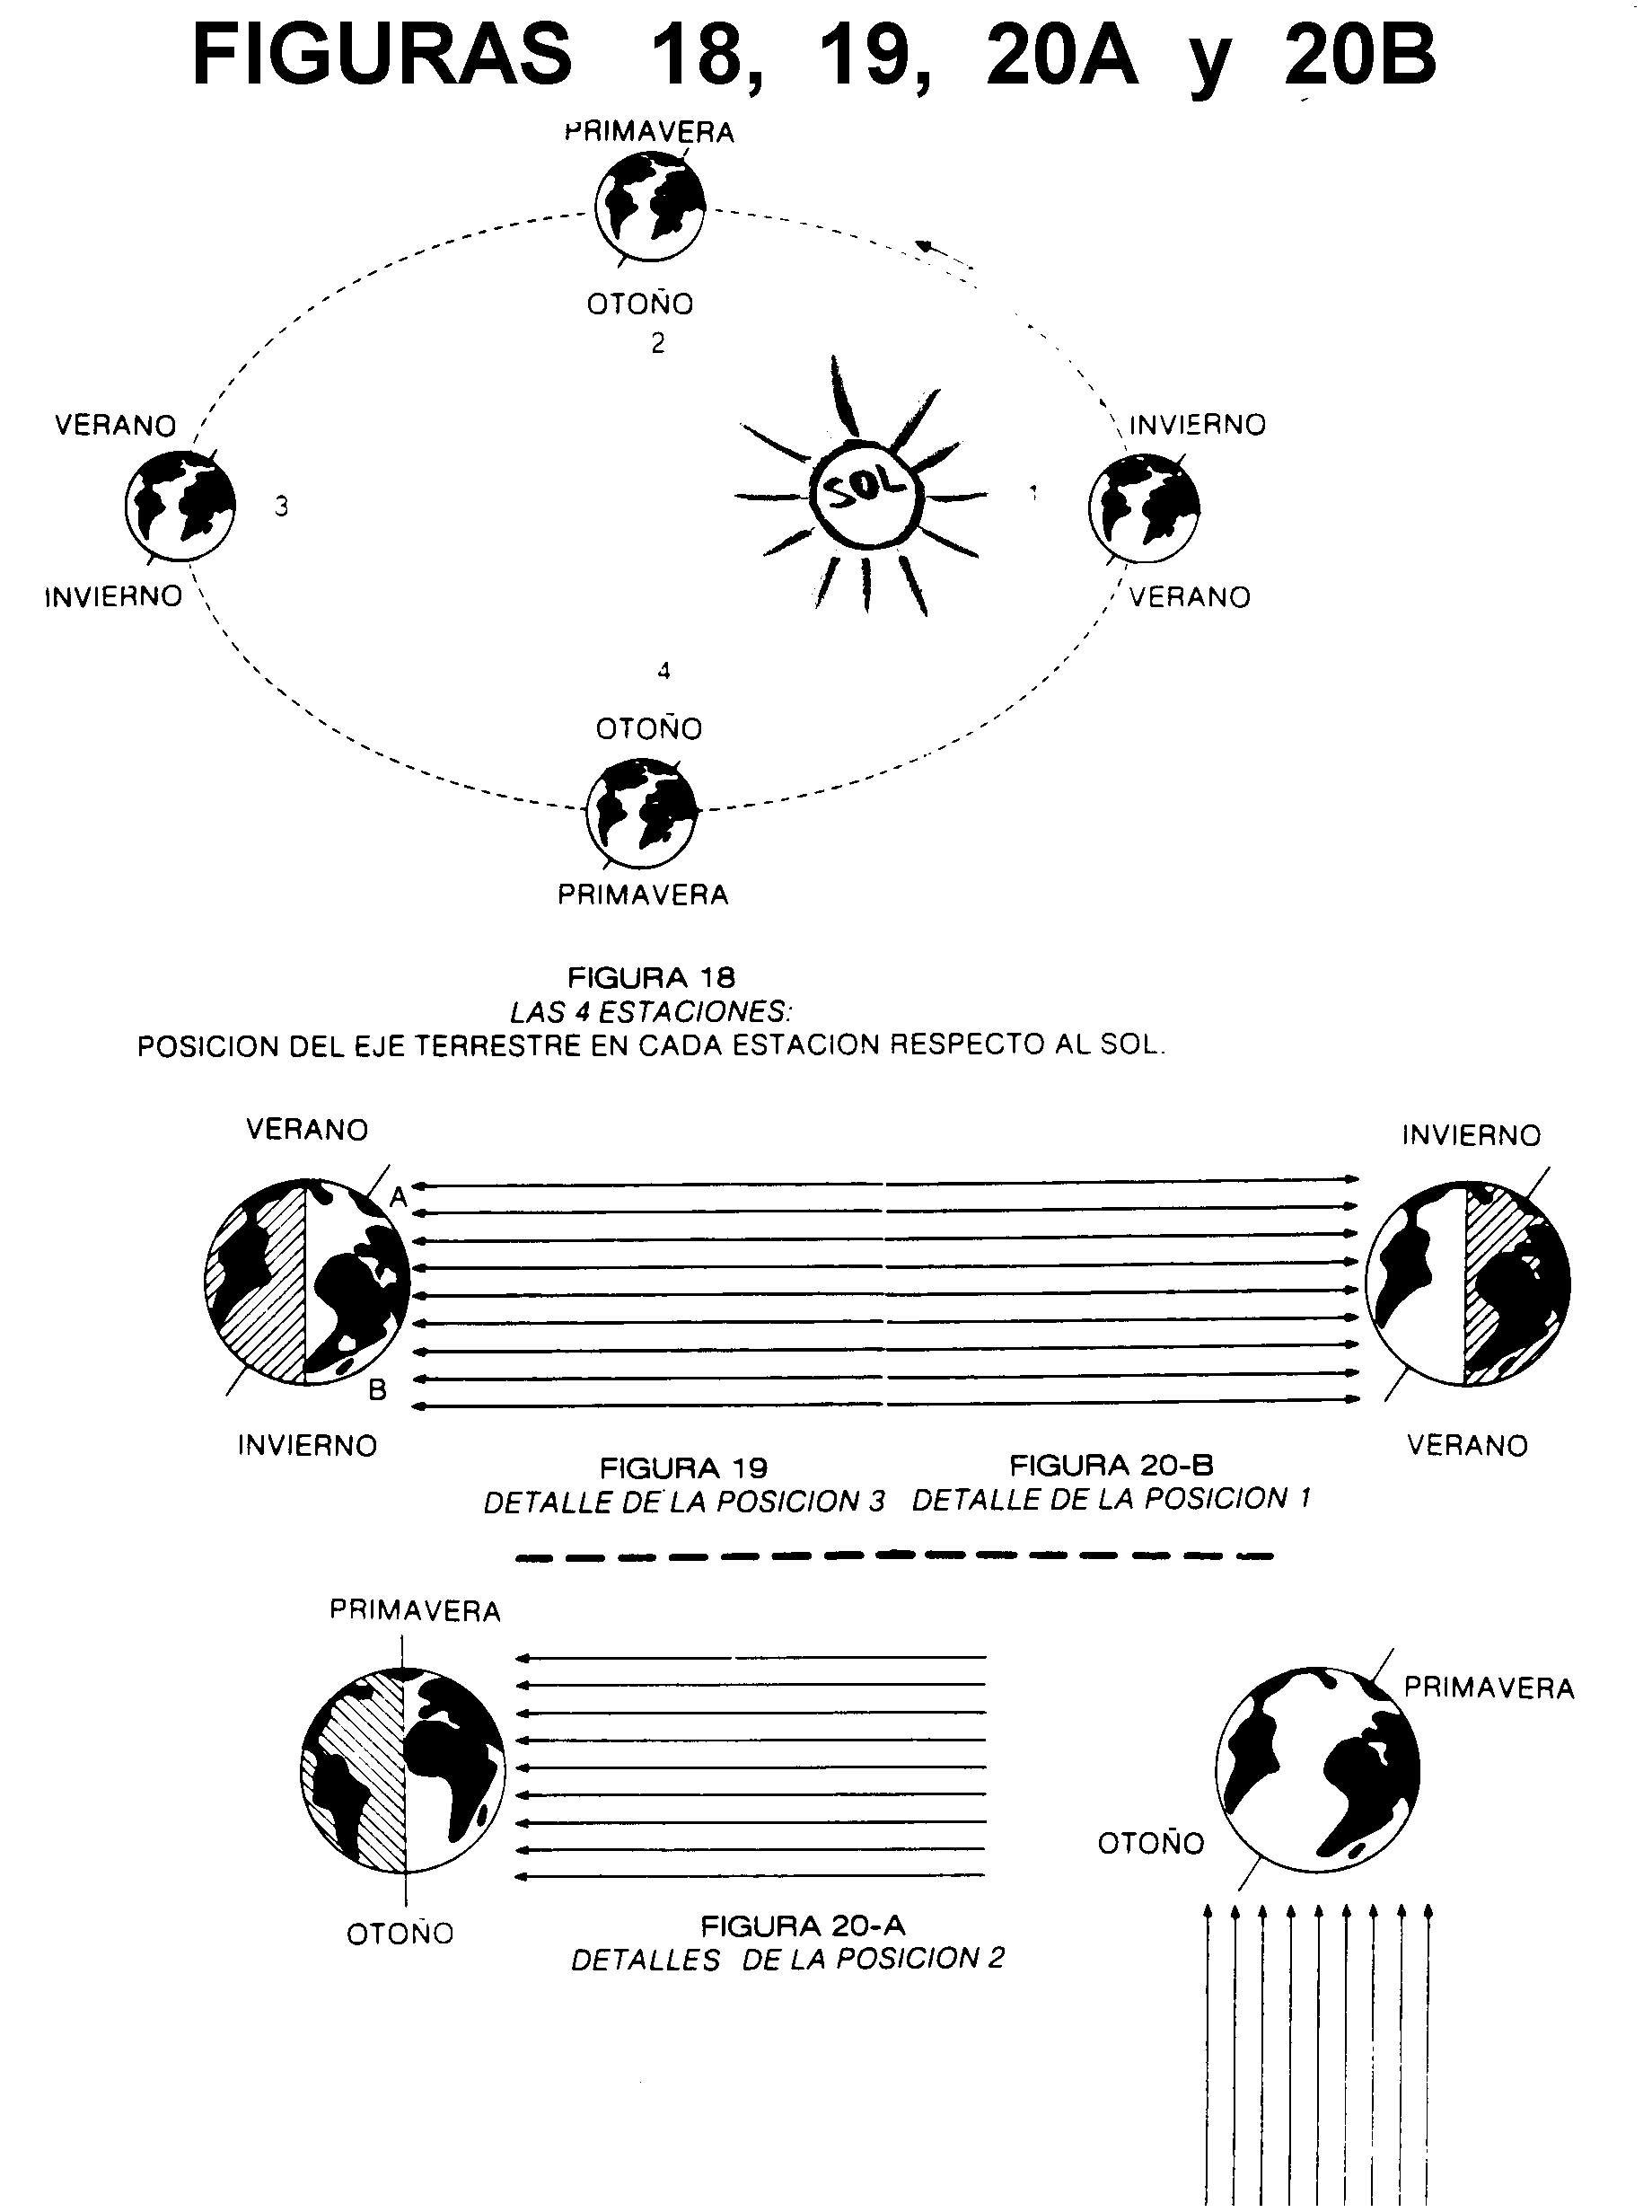 FIGURAS 18, 19, 20A y 20B
PRIMAVERA
OTOÑO
2
VERANO
INVIERNO
SOL
3
1
INVIERNO
VERANO
4
OTOÑO
PRIMAVERA
FIGURA 18
LAS 4 ESTACIONES:
POSICION DEL EJE TERRESTRE EN CADA ESTACION RESPECTO AL SOL.
VERANO
INVIERNO
A
B
INVIERNO
VERANO
FIGURA 19
DETALLE DE LA POSICION 3
FIGURA 20-B
DETALLE DE LA POSICION 1
PRIMAVERA
PRIMAVERA
OTOÑO
OTOÑO
FIGURA 20-A
DETALLES DE LA POSICION 2